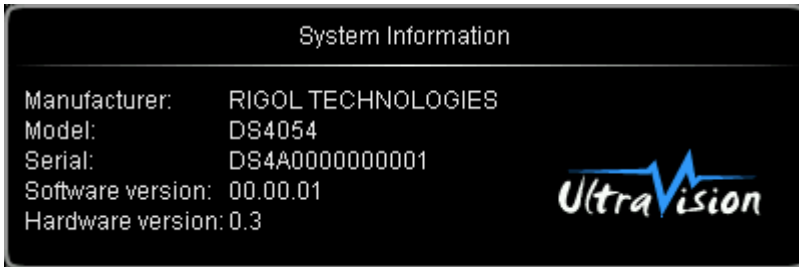 System Information
Manufacturer: RIGOL TECHNOLOGIES
Model: DS4054
Serial: DS4A0000000001
Software version: 00.00.01
Hardware version: 0.3
UltraVision